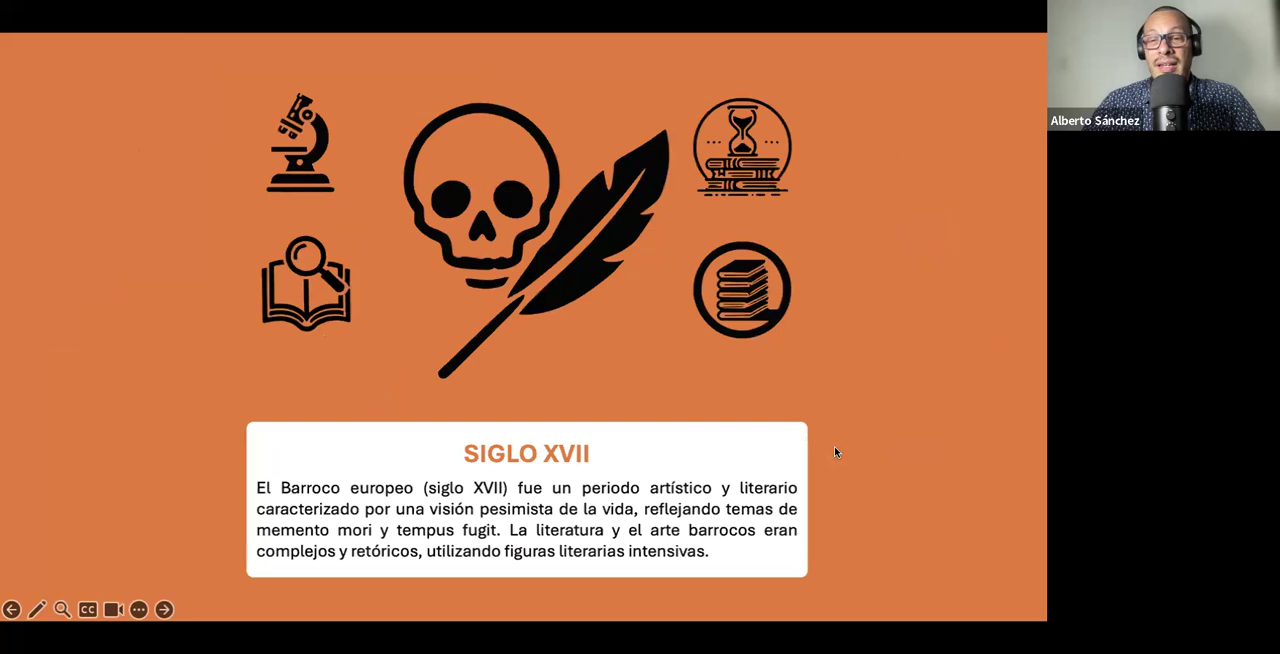 Alberto Sánchez
SIGLO XVII
El Barroco europeo (siglo XVII) fue un periodo artístico y literario
caracterizado por una visión pesimista de la vida, reflejando temas de
memento mori y tempus fugit. La literatura y el arte barrocos eran
complejos y retóricos, utilizando figuras literarias intensivas.
CC